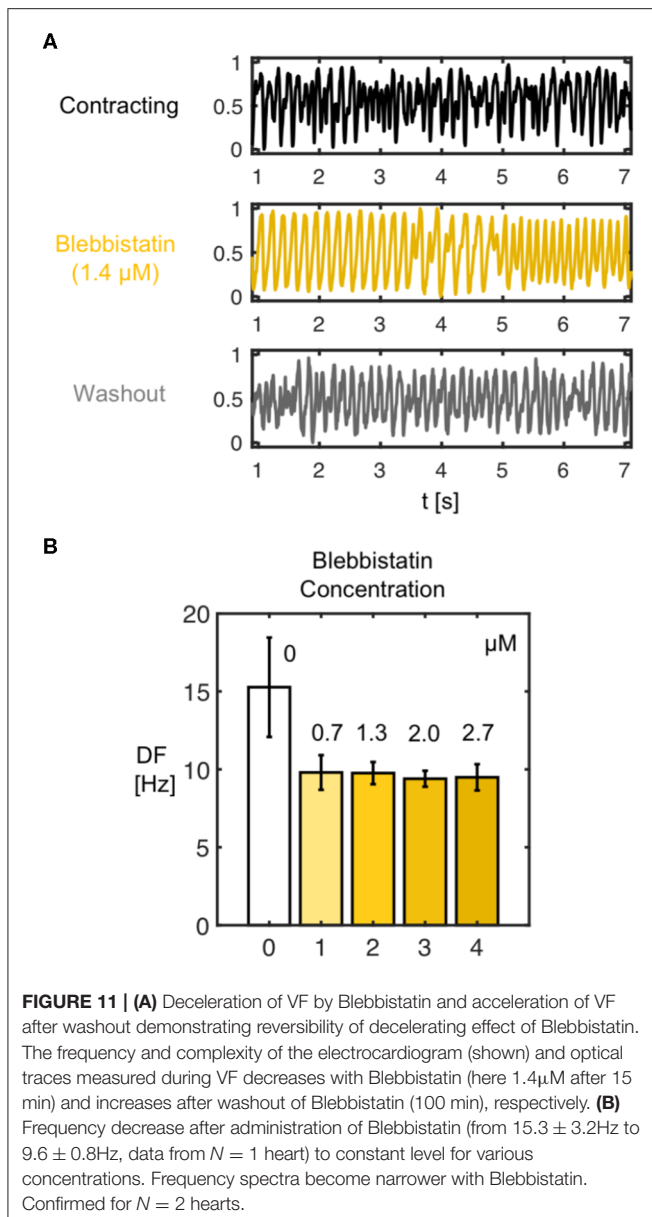 A
Contracting
1
0.5
0
1 2 3 4 5 6 7
Blebbistatin
(1.4 µM)
1
0.5
0
1 2 3 4 5 6 7
Washout
1
0.5
0
1 2 3 4 5 6 7
t [s]
B
Blebbistatin
Concentration
20
15
10
5
0
DF
[Hz]
0 µM
0.7 1.3 2.0 2.7
0 1 2 3 4
FIGURE 11 | (A) Deceleration of VF by Blebbistatin and acceleration of VF
after washout demonstrating reversibility of decelerating effect of Blebbistatin.
The frequency and complexity of the electrocardiogram (shown) and optical
traces measured during VF decreases with Blebbistatin (here 1.4µM after 15
min) and increases after washout of Blebbistatin (100 min), respectively. (B)
Frequency decrease after administration of Blebbistatin (from 15.3 ± 3.2Hz to
9.6 ± 0.8Hz, data from N = 1 heart) to constant level for various
concentrations. Frequency spectra become narrower with Blebbistatin.
Confirmed for N = 2 hearts.